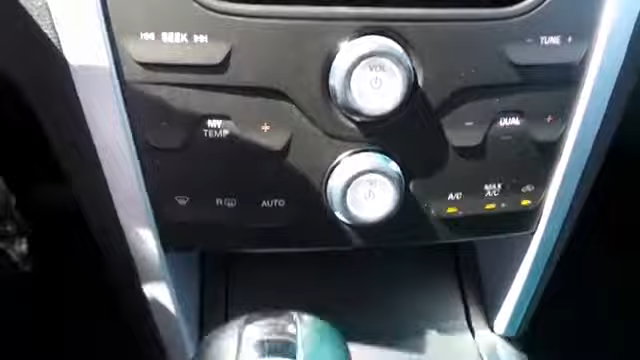 SEEK
- TUNE +
VOL
- MY TEMP +
- DUAL +
R
AUTO
A/C
MAX A/C